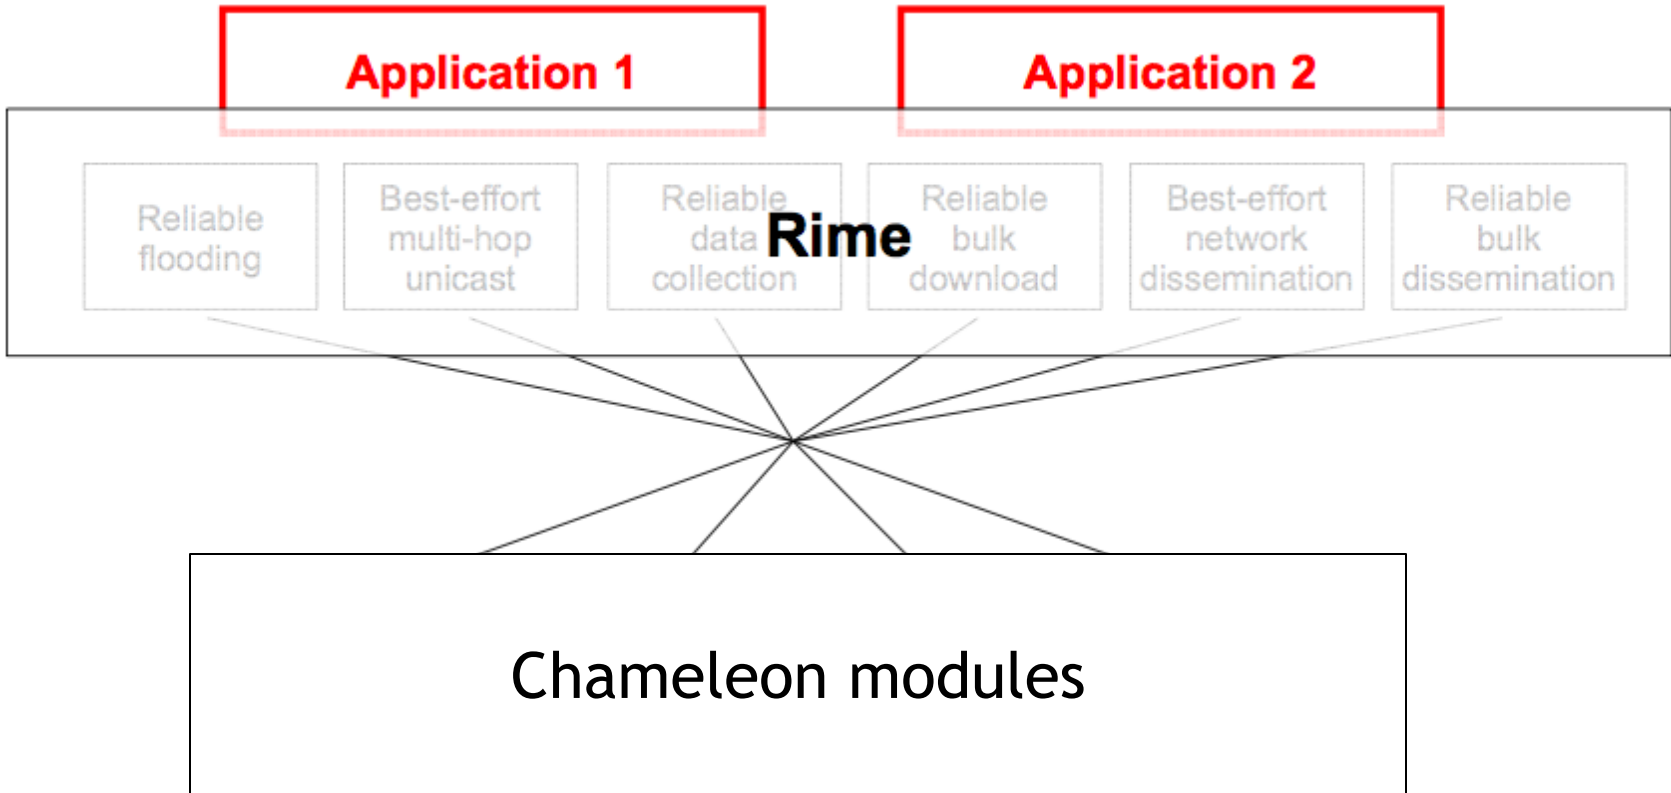 Application 1
Application 2
Reliable
flooding
Best-effort
multi-hop
unicast
Reliable
data
collection
Rime
Reliable
bulk
download
Best-effort
network
dissemination
Reliable
bulk
dissemination
Chameleon modules